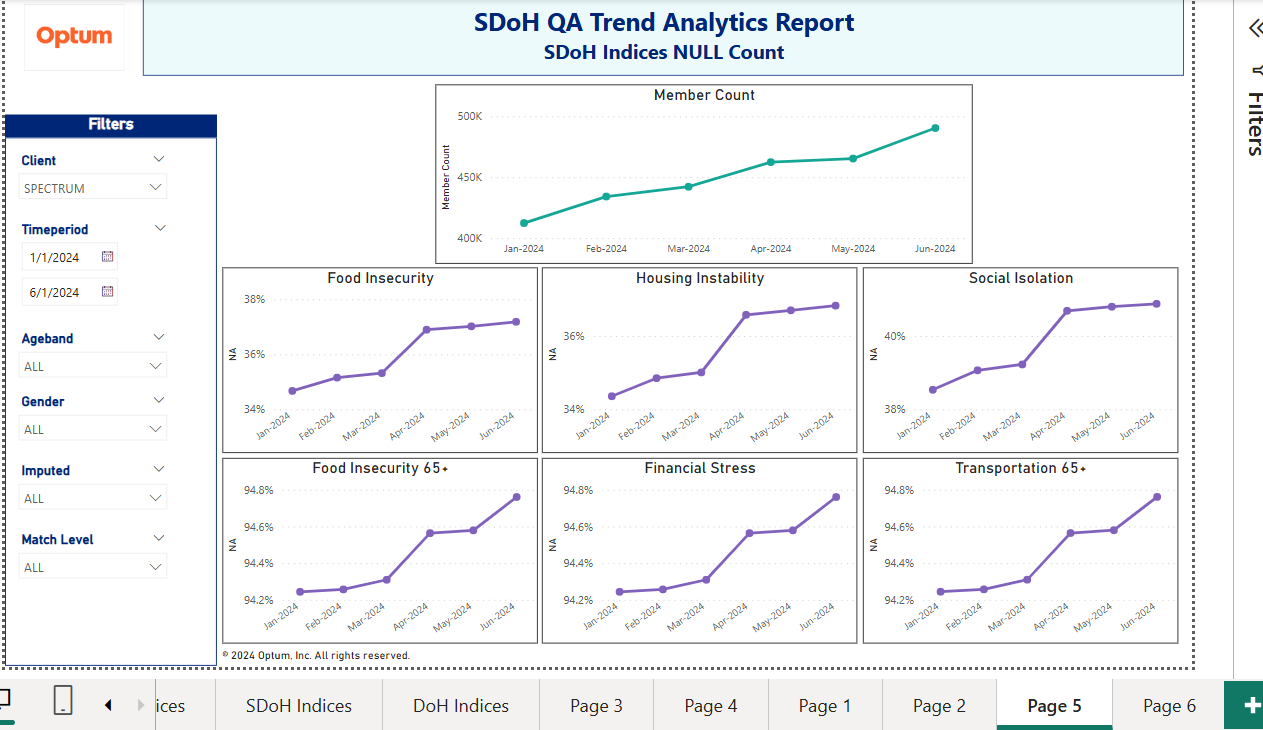 Optum
SDoH QA Trend Analytics Report
SDoH Indices NULL Count
Filters
Filters
Client
SPECTRUM
Timeperiod
1/1/2024
6/1/2024
Ageband
ALL
Gender
ALL
Imputed
ALL
Match Level
ALL
Member Count
Member Count
500K
450K
400K
Jan-2024 Feb-2024 Mar-2024 Apr-2024 May-2024 Jun-2024
Food Insecurity
NA
38%
36%
34%
Jan-2024 Feb-2024 Mar-2024 Apr-2024 May-2024 Jun-2024
Housing Instability
NA
36%
34%
Jan-2024 Feb-2024 Mar-2024 Apr-2024 May-2024 Jun-2024
Social Isolation
NA
40%
38%
Jan-2024 Feb-2024 Mar-2024 Apr-2024 May-2024 Jun-2024
Food Insecurity 65+
NA
94.8%
94.6%
94.4%
94.2%
Jan-2024 Feb-2024 Mar-2024 Apr-2024 May-2024 Jun-2024
Financial Stress
NA
94.8%
94.6%
94.4%
94.2%
Jan-2024 Feb-2024 Mar-2024 Apr-2024 May-2024 Jun-2024
Transportation 65+
NA
94.8%
94.6%
94.4%
94.2%
Jan-2024 Feb-2024 Mar-2024 Apr-2024 May-2024 Jun-2024
© 2024 Optum, Inc. All rights reserved.
ices SDoH Indices DoH Indices Page 3 Page 4 Page 1 Page 2 Page 5 Page 6